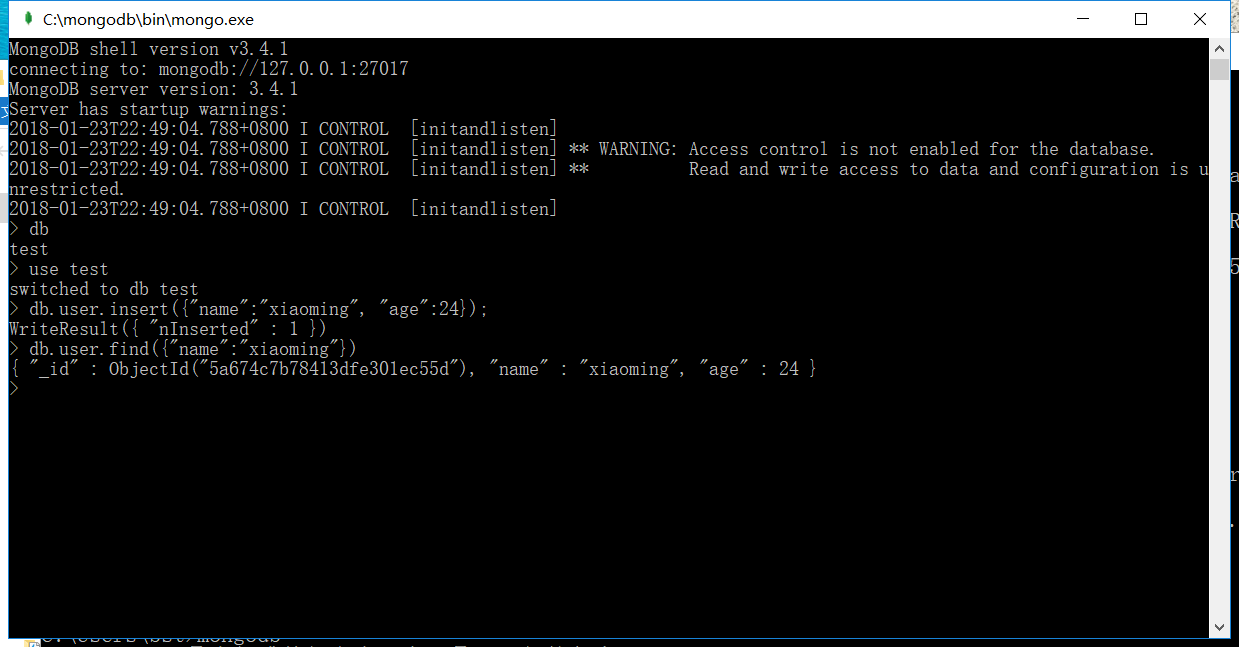 C:\mongodb\bin\mongo.exe
MongoDB shell version v3.4.1
connecting to: mongodb://127.0.0.1:27017
MongoDB server version: 3.4.1
Server has startup warnings:
2018-01-23T22:49:04.788+0800 I CONTROL  [initandlisten]
2018-01-23T22:49:04.788+0800 I CONTROL  [initandlisten] ** WARNING: Access control is not enabled for the database.
2018-01-23T22:49:04.788+0800 I CONTROL  [initandlisten] **          Read and write access to data and configuration is u
nrestricted.
2018-01-23T22:49:04.788+0800 I CONTROL  [initandlisten]
> db
test
> use test
switched to db test
> db.user.insert({"name":"xiaoming", "age":24});
WriteResult({ "nInserted" : 1 })
> db.user.find({"name":"xiaoming"})
{ "_id" : ObjectId("5a674c7b78413dfe301ec55d"), "name" : "xiaoming", "age" : 24 }
>